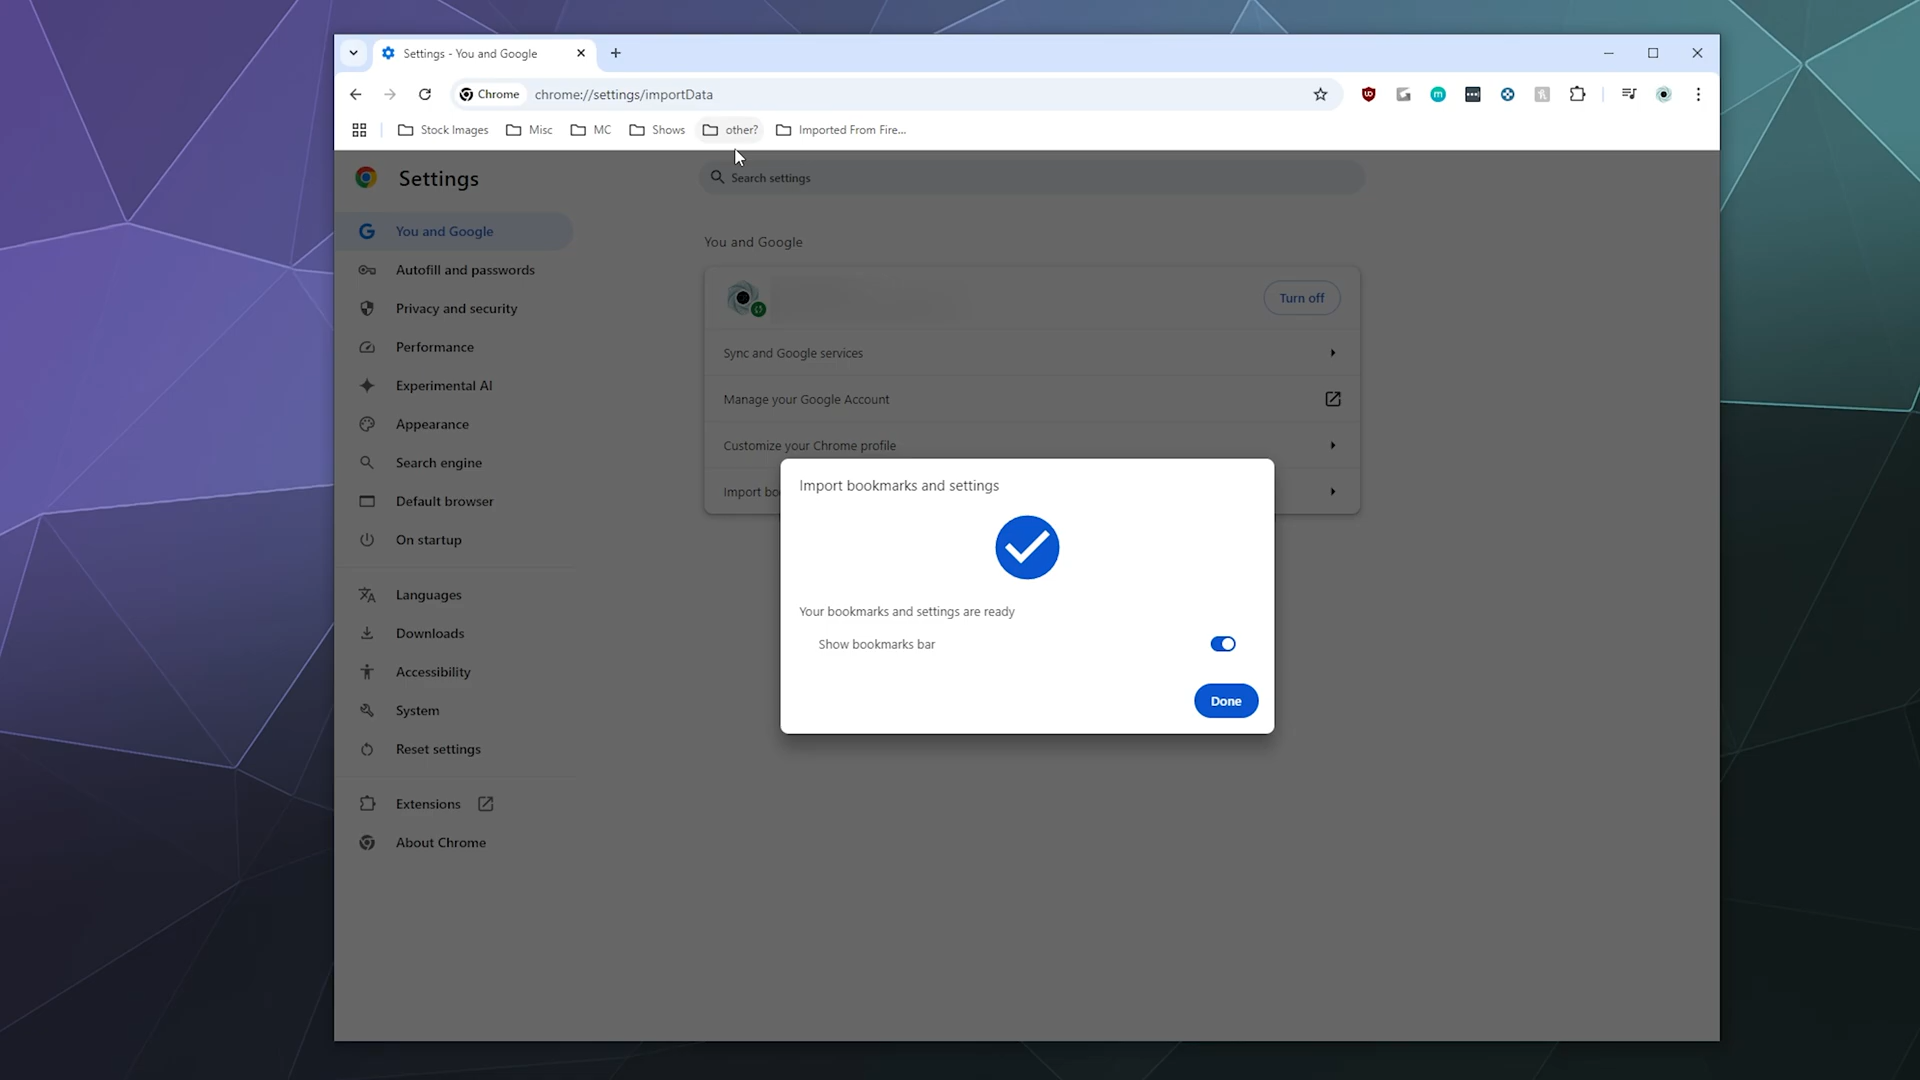 Settings - You and Google
Chrome
chrome://settings/importData
Stock Images
Misc
MC
Shows
other?
Imported From Fire...
Settings
Search settings
You and Google
Autofill and passwords
Privacy and security
Performance
Experimental AI
Appearance
Search engine
Default browser
On startup
Languages
Downloads
Accessibility
System
Reset settings
Extensions
About Chrome
You and Google
Turn off
Sync and Google services
Manage your Google Account
Customize your Chrome profile
Import bo
Import bookmarks and settings
Your bookmarks and settings are ready
Show bookmarks bar
Done